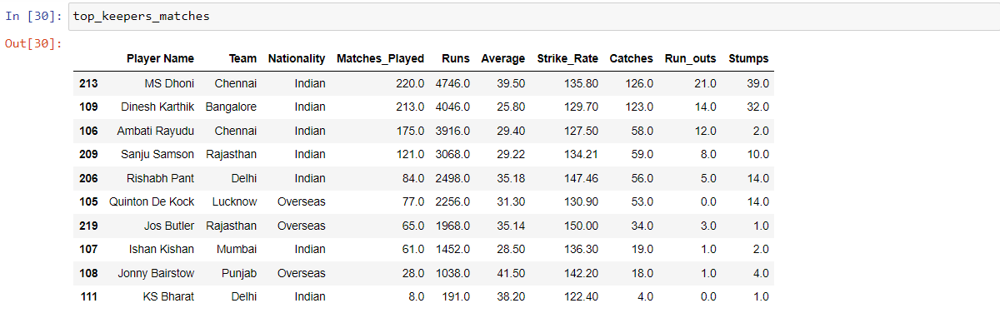 In [30]: top_keepers_matches
Out[30]:
Player Name Team Nationality Matches_Played Runs Average Strike_Rate Catches Run_outs Stumps
213 MS Dhoni Chennai Indian 220.0 4746.0 39.50 135.80 126.0 21.0 39.0
109 Dinesh Karthik Bangalore Indian 213.0 4046.0 25.80 129.70 123.0 14.0 32.0
106 Ambati Rayudu Chennai Indian 175.0 3916.0 29.40 127.50 58.0 12.0 2.0
209 Sanju Samson Rajasthan Indian 121.0 3068.0 29.22 134.21 59.0 8.0 10.0
206 Rishabh Pant Delhi Indian 84.0 2498.0 35.18 147.46 56.0 5.0 14.0
105 Quinton De Kock Lucknow Overseas 77.0 2256.0 31.30 130.90 53.0 0.0 14.0
219 Jos Butler Rajasthan Overseas 65.0 1968.0 35.14 150.00 34.0 3.0 1.0
107 Ishan Kishan Mumbai Indian 61.0 1452.0 28.50 136.30 19.0 1.0 2.0
108 Jonny Bairstow Punjab Overseas 28.0 1038.0 41.50 142.20 18.0 1.0 4.0
111 KS Bharat Delhi Indian 8.0 191.0 38.20 122.40 4.0 0.0 1.0